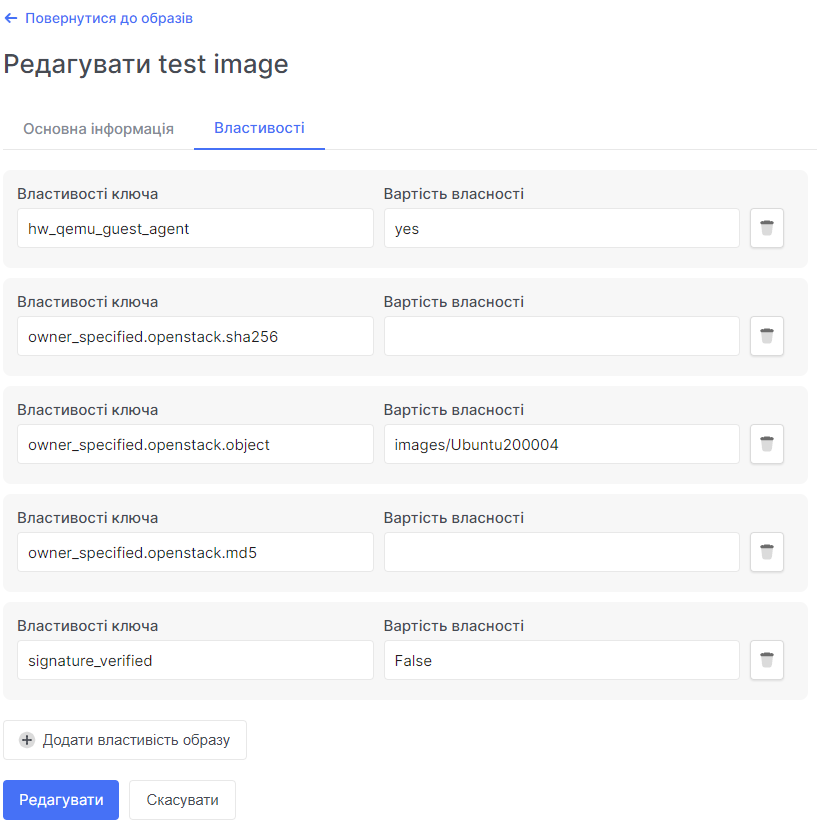 Повернутися до образів
Редагувати test image
Основна інформація Властивості
Властивості ключа Вартість власності
hw_qemu_guest_agent yes
Властивості ключа Вартість власності
owner_specified.openstack.sha256
Властивості ключа Вартість власності
owner_specified.openstack.object images/Ubuntu200004
Властивості ключа Вартість власності
owner_specified.openstack.md5
Властивості ключа Вартість власності
signature_verified False
Додати властивість образу
Редагувати Скасувати